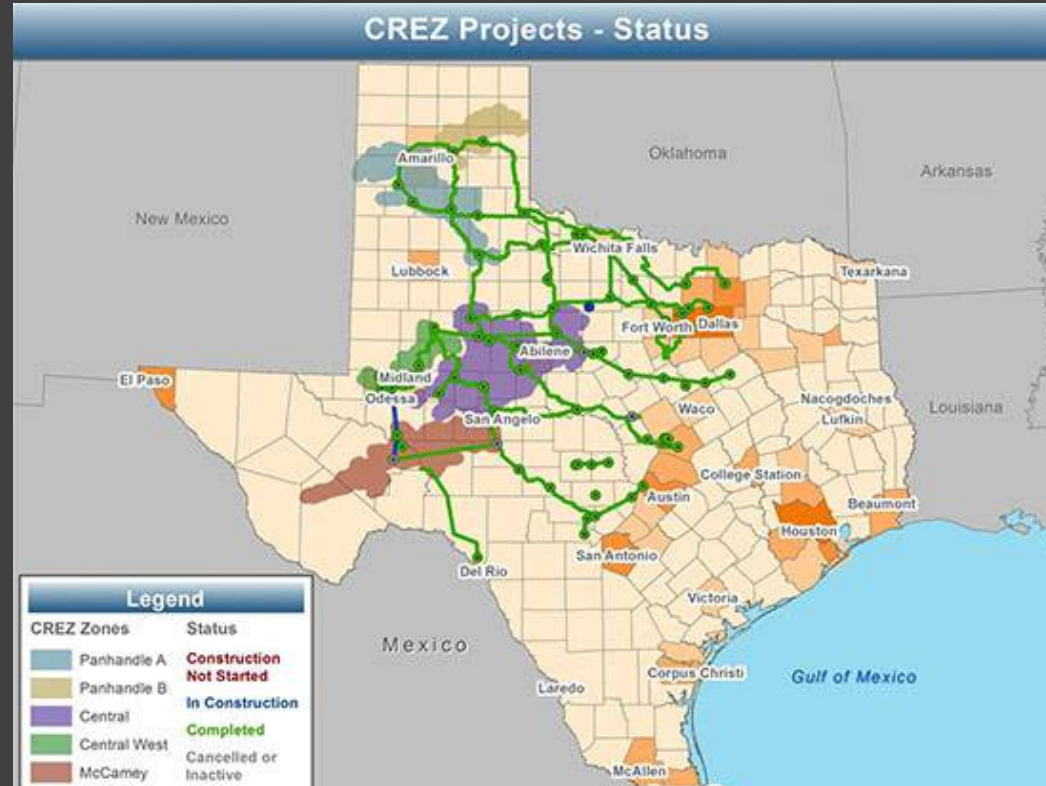 CREZ Projects - Status
Oklahoma
Arkansas
New Mexico
Amarillo
Wichita Falls
Lubbock
Texarkana
Fort Worth
Dallas
Abilene
El Paso
Midland
Odessa
Nacogdoches
Lufkin
Louisiana
Waco
San Angelo
College Station
Austin
Beaumont
Houston
San Antonio
Del Rio
Victoria
Mexico
Corpus Christi
Gulf of Mexico
Laredo
McAllen
Legend
CREZ Zones
Status
Panhandle A
Panhandle B
Central
Central West
McCamey
Construction
Not Started
In Construction
Completed
Cancelled or
Inactive